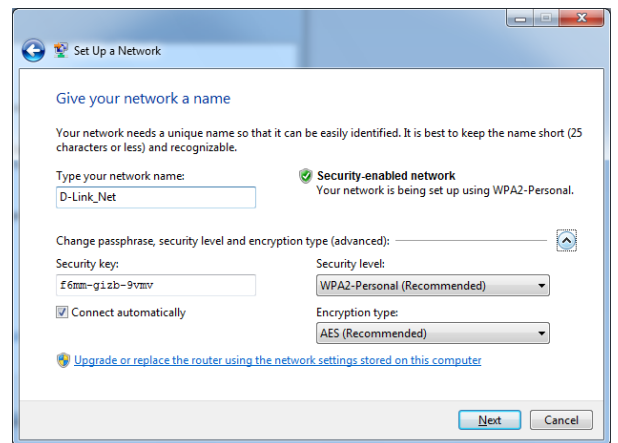 Set Up a Network
Give your network a name
Your network needs a unique name so that it can be easily identified. It is best to keep the name short (25
characters or less) and recognizable.
Type your network name:
D-Link_Net
Security-enabled network
Your network is being set up using WPA2-Personal.
Change passphrase, security level and encryption type (advanced):
Security key:
f6mm-gizb-9vmv
Security level:
WPA2-Personal (Recommended)
Connect automatically
Encryption type:
AES (Recommended)
Upgrade or replace the router using the network settings stored on this computer
Next
Cancel